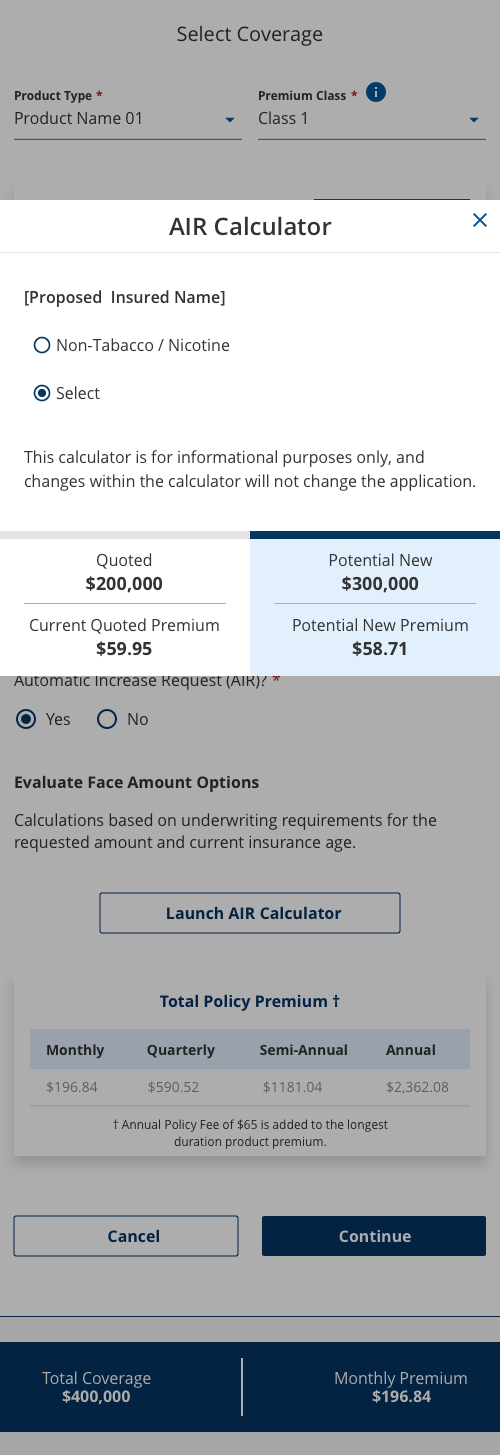 Select Coverage
Product Type * Premium Class *
Product Name 01 Class 1
AIR Calculator
[Proposed Insured Name]
Non-Tabacco / Nicotine
Select
This calculator is for informational purposes only, and
changes within the calculator will not change the application.
Quoted
$200,000
Current Quoted Premium
$59.95
Potential New
$300,000
Potential New Premium
$58.71
Automatic Increase Request (AIR)? *
Yes No
Evaluate Face Amount Options
Calculations based on underwriting requirements for the
requested amount and current insurance age.
Launch AIR Calculator
Total Policy Premium †
Monthly Quarterly Semi-Annual Annual
$196.84 $590.52 $1181.04 $2,362.08
† Annual Policy Fee of $65 is added to the longest
duration product premium.
Cancel Continue
Total Coverage
$400,000
Monthly Premium
$196.84